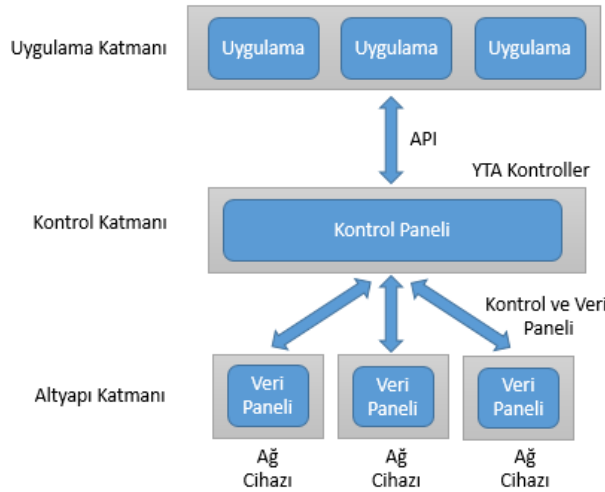 Uygulama Katmanı
Uygulama
Uygulama
Uygulama
API
YTA Kontroller
Kontrol Katmanı
Kontrol Paneli
Kontrol ve Veri
Paneli
Altyapı Katmanı
Veri
Paneli
Veri
Paneli
Veri
Paneli
Ağ
Cihazı
Ağ
Cihazı
Ağ
Cihazı